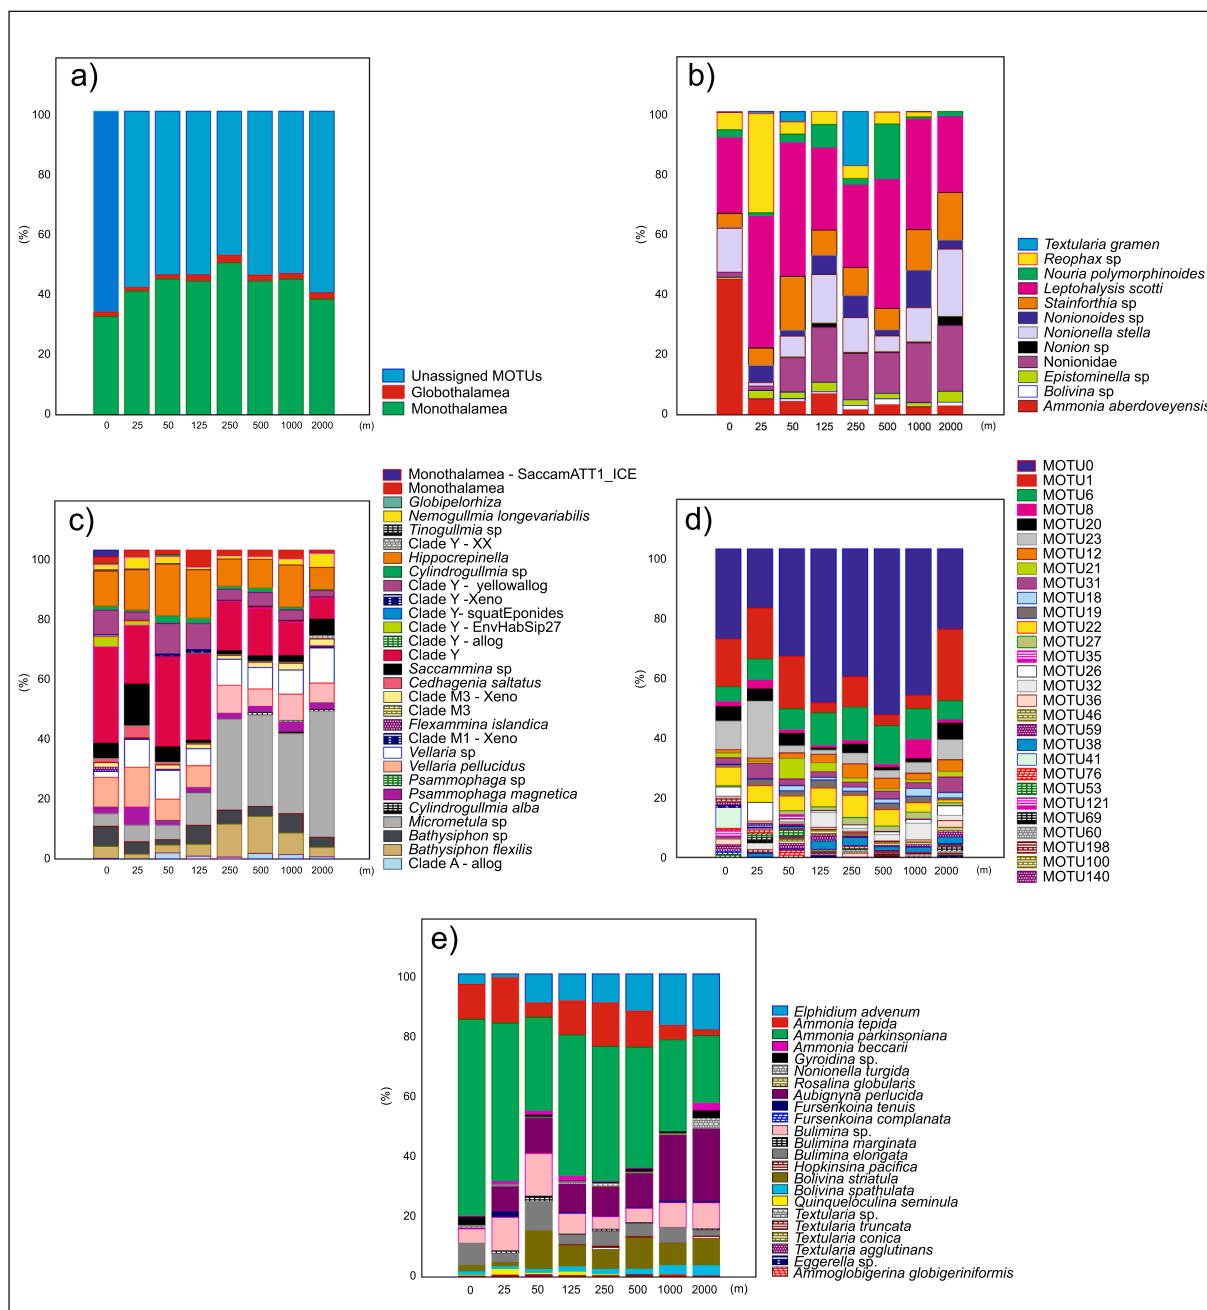 a)
100
80
60
40
20
0
(%)
0 25 50 125 250 500 1000 2000 (m)
Unassigned MOTUs
Globothalamea
Monothalamea
b)
100
80
60
40
20
0
(%)
0 25 50 125 250 500 1000 2000 (m)
Textularia gramen
Reophax sp
Nouria polymorphinoides
Leptohalysis scotti
Stainforthia sp
Nonionoides sp
Nonionella stella
Nonion sp
Nonionidae
Epistominella sp
Bolivina sp
Ammonia aberdoveyensis
c)
100
80
60
40
20
0
(%)
0 25 50 125 250 500 1000 2000 (m)
Monothalamea - SaccamATT1_ICE
Monothalamea
Globipelorhiza
Nemogullmia longevariabilis
Tinogullmia sp
Clade Y - XX
Hippocrepinella
Cylindrogullmia sp
Clade Y - yellowallog
Clade Y -Xeno
Clade Y- squatEponides
Clade Y - EnvHabSip27
Clade Y - allog
Clade Y
Saccammina sp
Cedhagenia saltatus
Clade M3 - Xeno
Clade M3
Flexammina islandica
Clade M1 - Xeno
Vellaria sp
Vellaria pellucidus
Psammophaga sp
Psammophaga magnetica
Cylindrogullmia alba
Micrometula sp
Bathysiphon sp
Bathysiphon flexilis
Clade A - allog
d)
100
80
60
40
20
0
(%)
0 25 50 125 250 500 1000 2000 (m)
MOTU0
MOTU1
MOTU6
MOTU8
MOTU20
MOTU23
MOTU12
MOTU21
MOTU31
MOTU18
MOTU19
MOTU22
MOTU27
MOTU35
MOTU26
MOTU32
MOTU36
MOTU46
MOTU59
MOTU38
MOTU41
MOTU76
MOTU53
MOTU121
MOTU69
MOTU60
MOTU198
MOTU100
MOTU140
e)
100
80
60
40
20
0
(%)
0 25 50 125 250 500 1000 2000 (m)
Elphidium advenum
Ammonia tepida
Ammonia parkinsoniana
Ammonia beccarii
Gyroidina sp.
Nonionella turgida
Rosalina globularis
Aubignyna perlucida
Fursenkoina tenuis
Fursenkoina complanata
Bulimina sp.
Bulimina marginata
Bulimina elongata
Hopkinsina pacifica
Bolivina striatula
Bolivina spathulata
Quinqueloculina seminula
Textularia sp.
Textularia truncata
Textularia conica
Textularia agglutinans
Eggerella sp.
Ammoglobigerina globigeriniformis